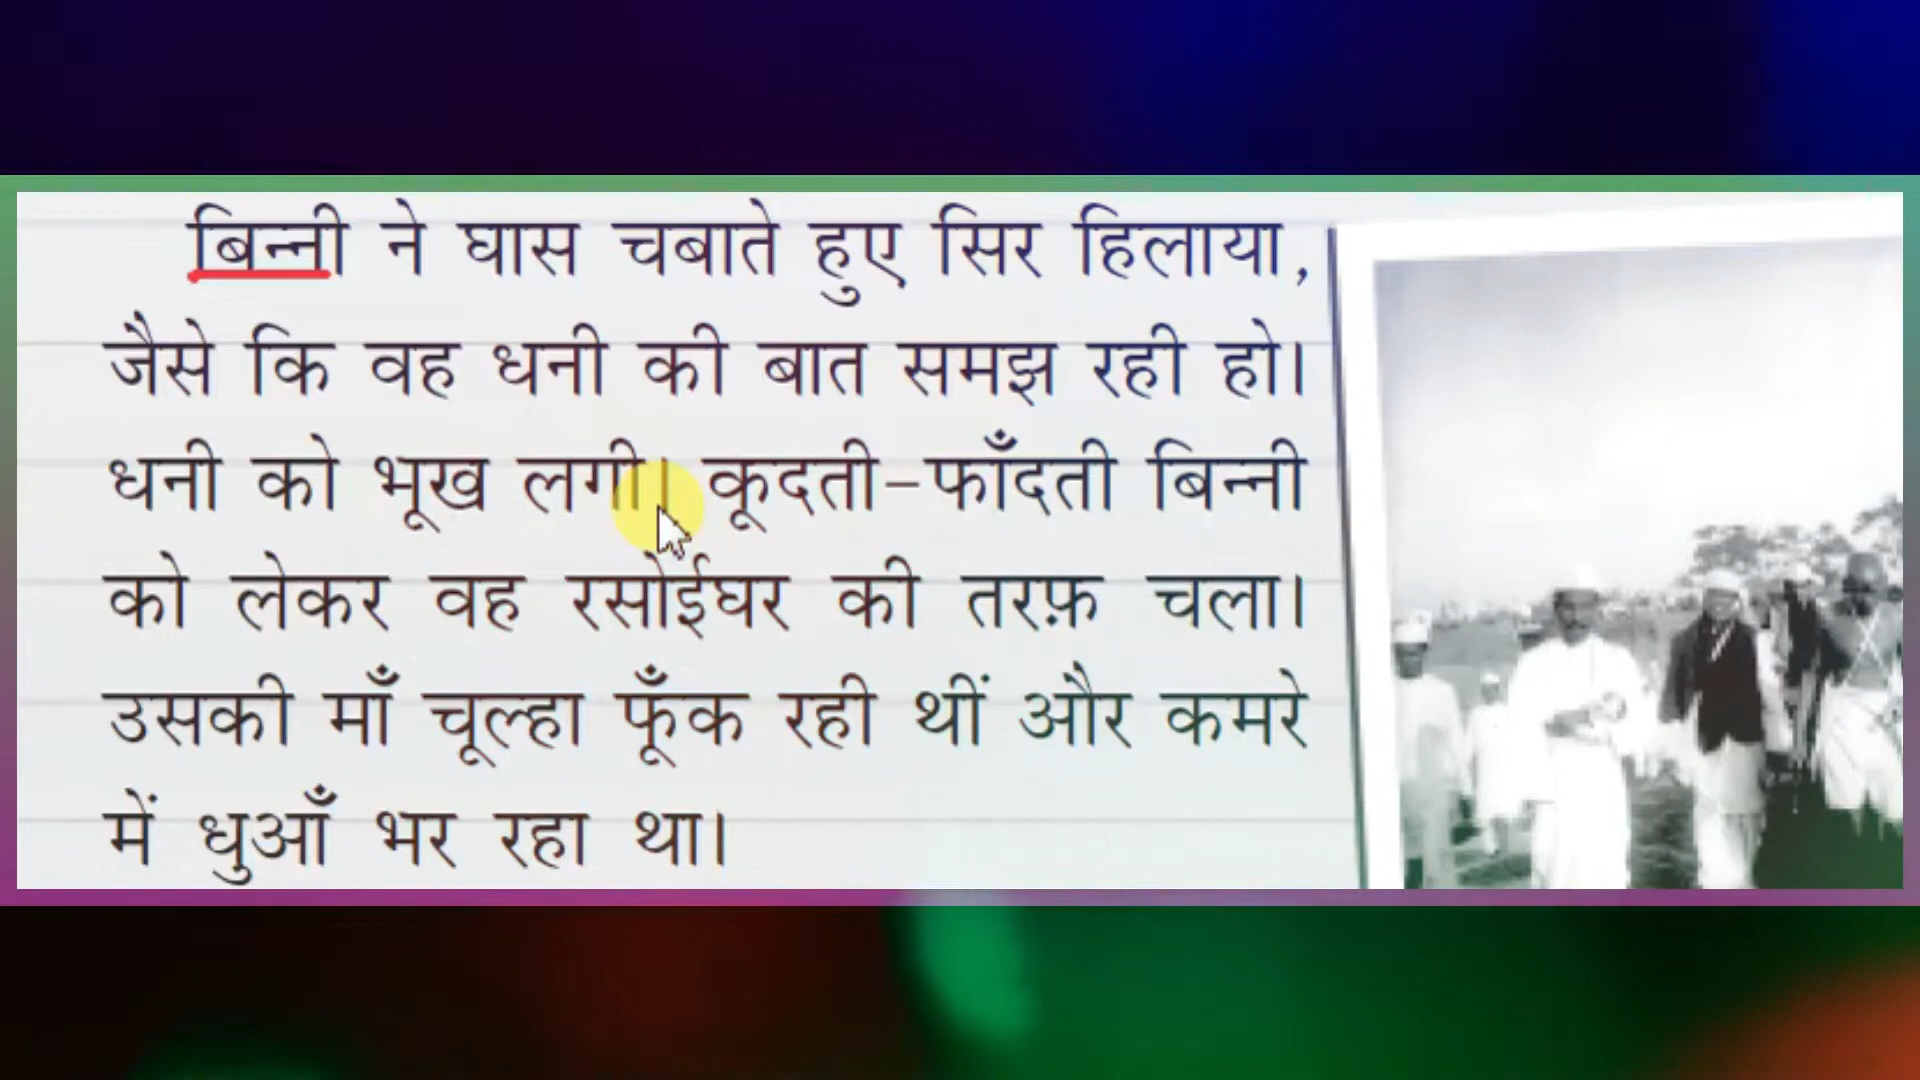 बिन्नी ने घास चबाते हुए सिर हिलाया,
जैसे कि वह धनी की बात समझ रही हो।
धनी को भूख लगी। कूदती-फाँदती बिन्नी
को लेकर वह रसोईघर की तरफ़ चला।
उसकी माँ चूल्हा फूँक रही थीं और कमरे
में धुआँ भर रहा था।